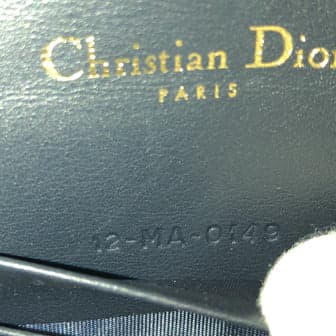 Christian Dior
PARIS
12-MA-0149